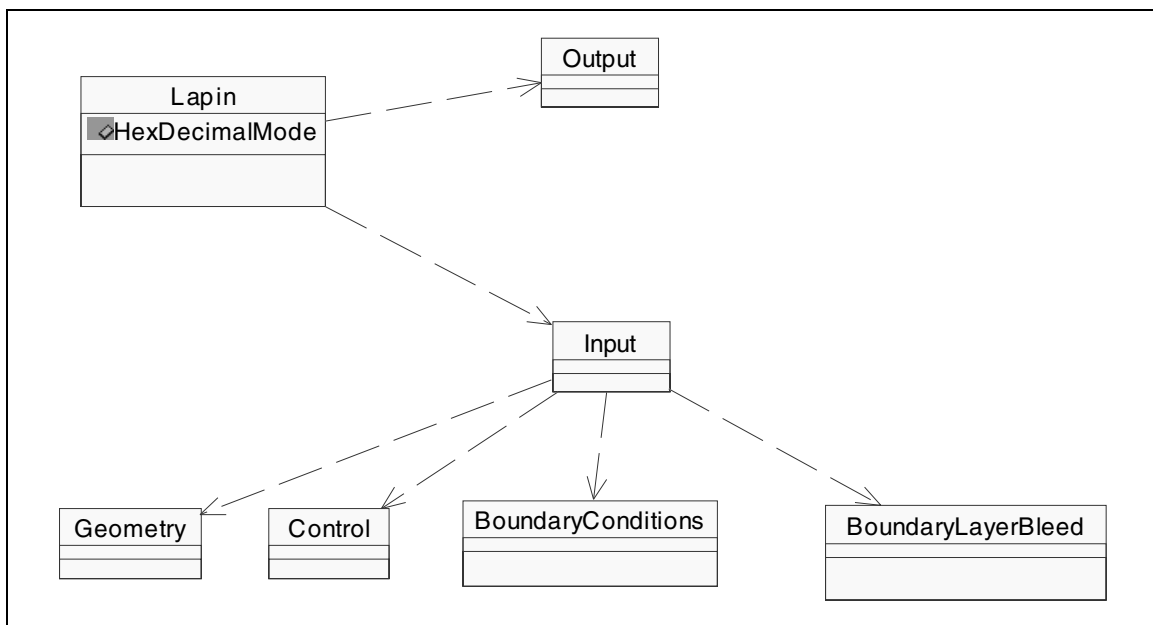 Output
Lapin
HexDecimalMode
Input
Geometry
Control
BoundaryConditions
BoundaryLayerBleed